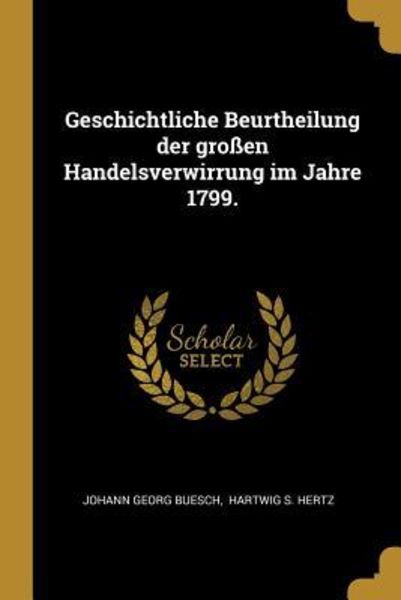 Geschichtliche Beurtheilung
der großen
Handelsverwirrung im Jahre
1799.
Scholar
SELECT
JOHANN GEORG BUESCH, HARTWIG S. HERTZ